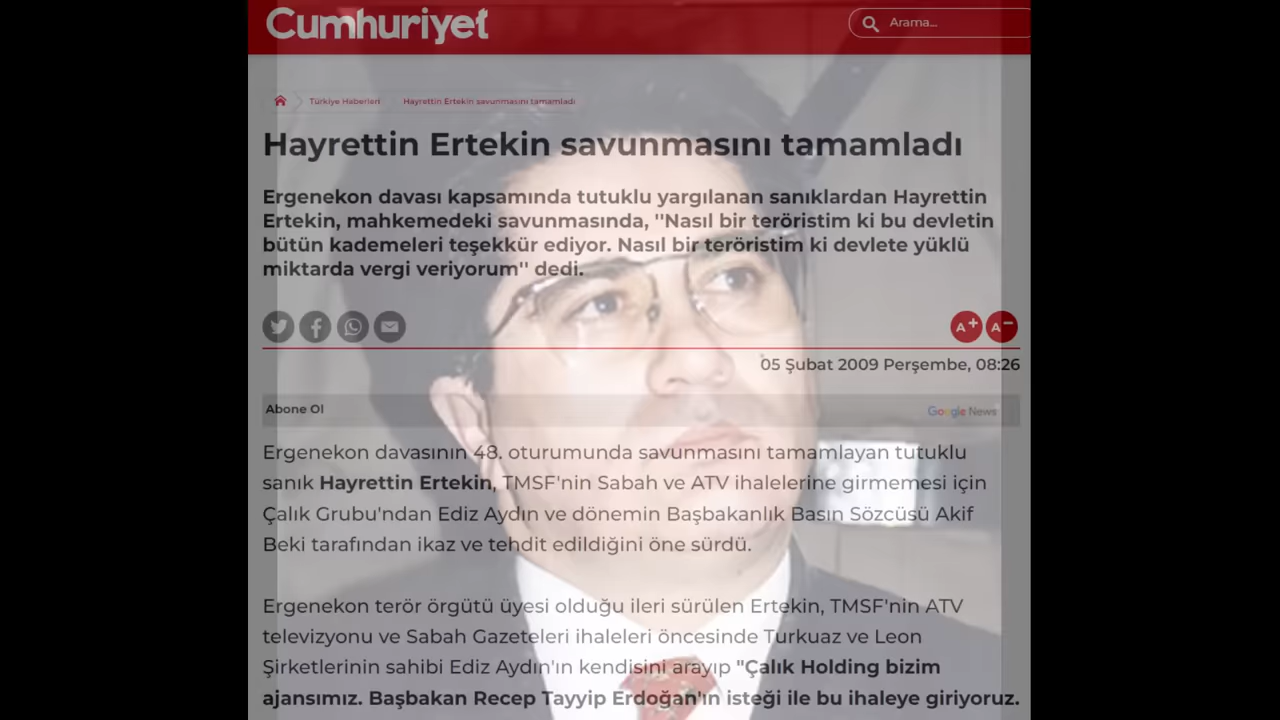 Cumhuriyet
Arama...
Türkiye Haberleri
Hayrettin Ertekin savunmasını tamamladı
Hayrettin Ertekin savunmasını tamamladı
Ergenekon davası kapsamında tutuklu yargılanan sanıklardan Hayrettin
Ertekin, mahkemedeki savunmasında, ''Nasıl bir teröristim ki bu devletin
bütün kademeleri teşekkür ediyor. Nasıl bir teröristim ki devlete yüklü
miktarda vergi veriyorum'' dedi.
A+ A−
05 Şubat 2009 Perşembe, 08:26
Abone Ol
Google News
Ergenekon davasının 48. oturumunda savunmasını tamamlayan tutuklu
sanık Hayrettin Ertekin, TMSF'nin Sabah ve ATV ihalelerine girmemesi için
Çalık Grubu'ndan Ediz Aydın ve dönemin Başbakanlık Basın Sözcüsü Akif
Beki tarafından ikaz ve tehdit edildiğini öne sürdü.
Ergenekon terör örgütü üyesi olduğu ileri sürülen Ertekin, TMSF'nin ATV
televizyonu ve Sabah Gazeteleri ihaleleri öncesinde Turkuaz ve Leon
Şirketlerinin sahibi Ediz Aydın'ın kendisini arayıp "Çalık Holding bizim
ajansımız. Başbakan Recep Tayyip Erdoğan'ın isteği ile bu ihaleye giriyoruz.